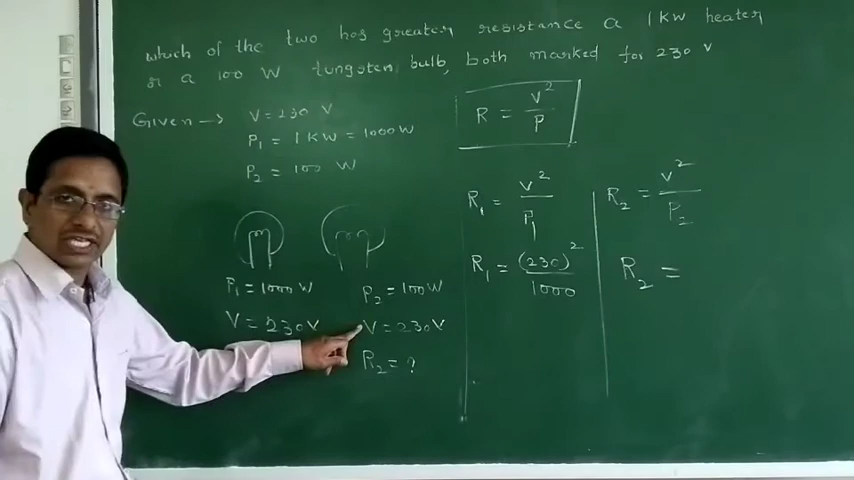 which of the two has greater resistance a 1 kW heater
or a 100 W tungsten bulb, both marked for 230 V
Given → V = 230 V
P₁ = 1 KW = 1000 W
P₂ = 100 W
P₁ = 1000 W
V = 230V
P₂ = 100 W
V = 230V
R₂ = ?
R = V²/P
R₁ = V²/P₁
R₁ = (230)²/1000
R₂ = V²/P₂
R₂ =